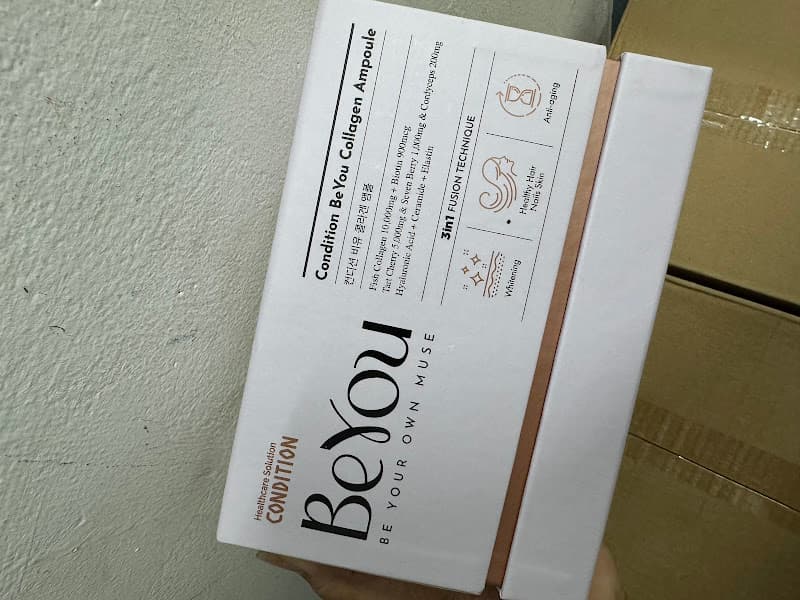 Healthcare Solution
CONDITION
BeYou
BE YOUR OWN MUSE
Condition BeYou Collagen Ampoule
컨디션 비유 콜라겐 앰플
Fish Collagen 10,000mg + Biotin 900mcg
Tart Cherry 5,000mg & Seven Berry 1,000mg & Cordyceps 200mg
Hyaluronic Acid + Ceramide + Elastin
3in1 FUSION TECHNIQUE
Whitening
Healthy Hair
Nails Skin
Anti-aging